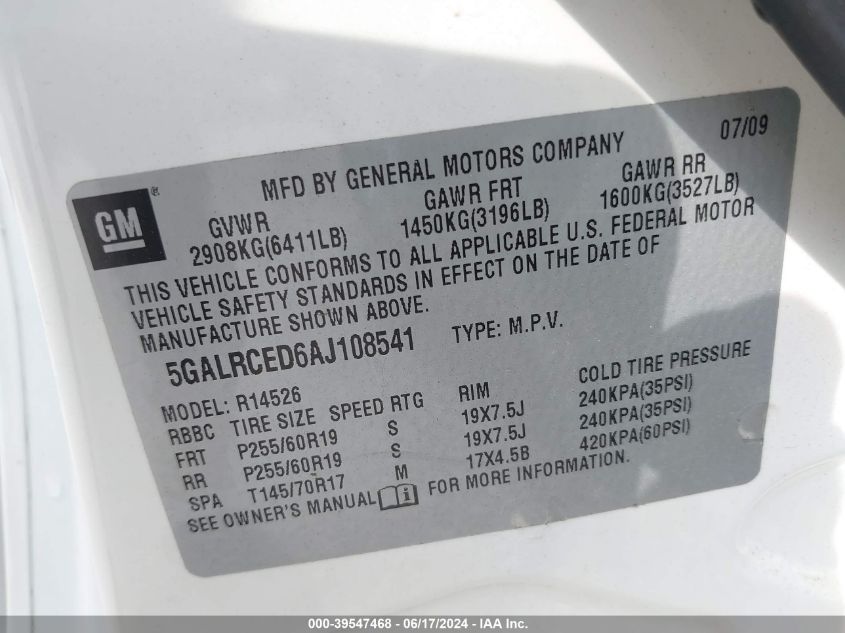 07/09
MFD BY GENERAL MOTORS COMPANY
GM®
GVWR GAWR FRT GAWR RR
2908KG(6411LB) 1450KG(3196LB) 1600KG(3527LB)
THIS VEHICLE CONFORMS TO ALL APPLICABLE U.S. FEDERAL MOTOR
VEHICLE SAFETY STANDARDS IN EFFECT ON THE DATE OF
MANUFACTURE SHOWN ABOVE.
5GALRCED6AJ108541 TYPE: M.P.V.
MODEL: R14526
RBBC TIRE SIZE SPEED RTG RIM COLD TIRE PRESSURE
FRT P255/60R19 S 19X7.5J 240KPA(35PSI)
RR P255/60R19 S 19X7.5J 240KPA(35PSI)
SPA T145/70R17 M 17X4.5B 420KPA(60PSI)
SEE OWNER'S MANUAL FOR MORE INFORMATION.
000-39547468 - 06/17/2024 - IAAI.com